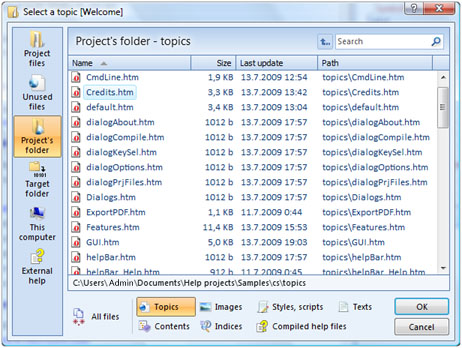 Select a topic [Welcome]
Project files
Unused files
Project's folder
Target folder
This computer
External help
Project's folder - topics
Search
Name Size Last update Path
CmdLine.htm 1,9 KB 13.7.2009 12:54 topics\CmdLine.htm
Credits.htm 3,3 KB 13.7.2009 13:42 topics\Credits.htm
default.htm 3,4 KB 13.7.2009 13:04 topics\default.htm
dialogAbout.htm 1012 b 13.7.2009 17:57 topics\dialogAbout.htm
dialogCompile.htm 1012 b 13.7.2009 17:57 topics\dialogCompile.htm
dialogKeySel.htm 1012 b 13.7.2009 17:57 topics\dialogKeySel.htm
dialogOptions.htm 1012 b 13.7.2009 17:57 topics\dialogOptions.htm
dialogPrjFiles.htm 1012 b 13.7.2009 17:57 topics\dialogPrjFiles.htm
Dialogs.htm 1012 b 13.7.2009 17:57 topics\Dialogs.htm
ExportPDF.htm 1,1 KB 11.7.2009 0:44 topics\ExportPDF.htm
Features.htm 11,4 KB 13.7.2009 15:53 topics\Features.htm
GUI.htm 5,0 KB 13.7.2009 19:03 topics\GUI.htm
helpBar.htm 1012 b 13.7.2009 17:57 topics\helpBar.htm
helpBar_Help.htm 912 b 11.7.2009 0:45 topics\helpBar_Help.htm
C:\Users\ Admin\Documents\Help projects\Samples\cs\topics
All files
Topics Images Styles, scripts Texts
Contents Indices Compiled help files
OK
Cancel